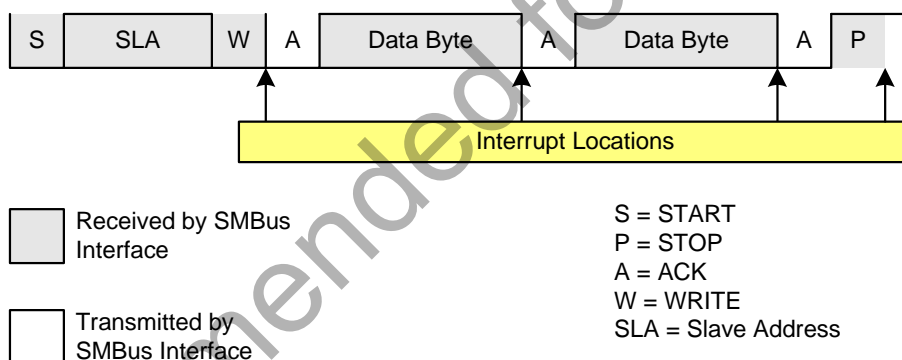 S SLA W A Data Byte A Data Byte A P
Interrupt Locations
Received by SMBus
Interface
Transmitted by
SMBus Interface
S = START
P = STOP
A = ACK
W = WRITE
SLA = Slave Address